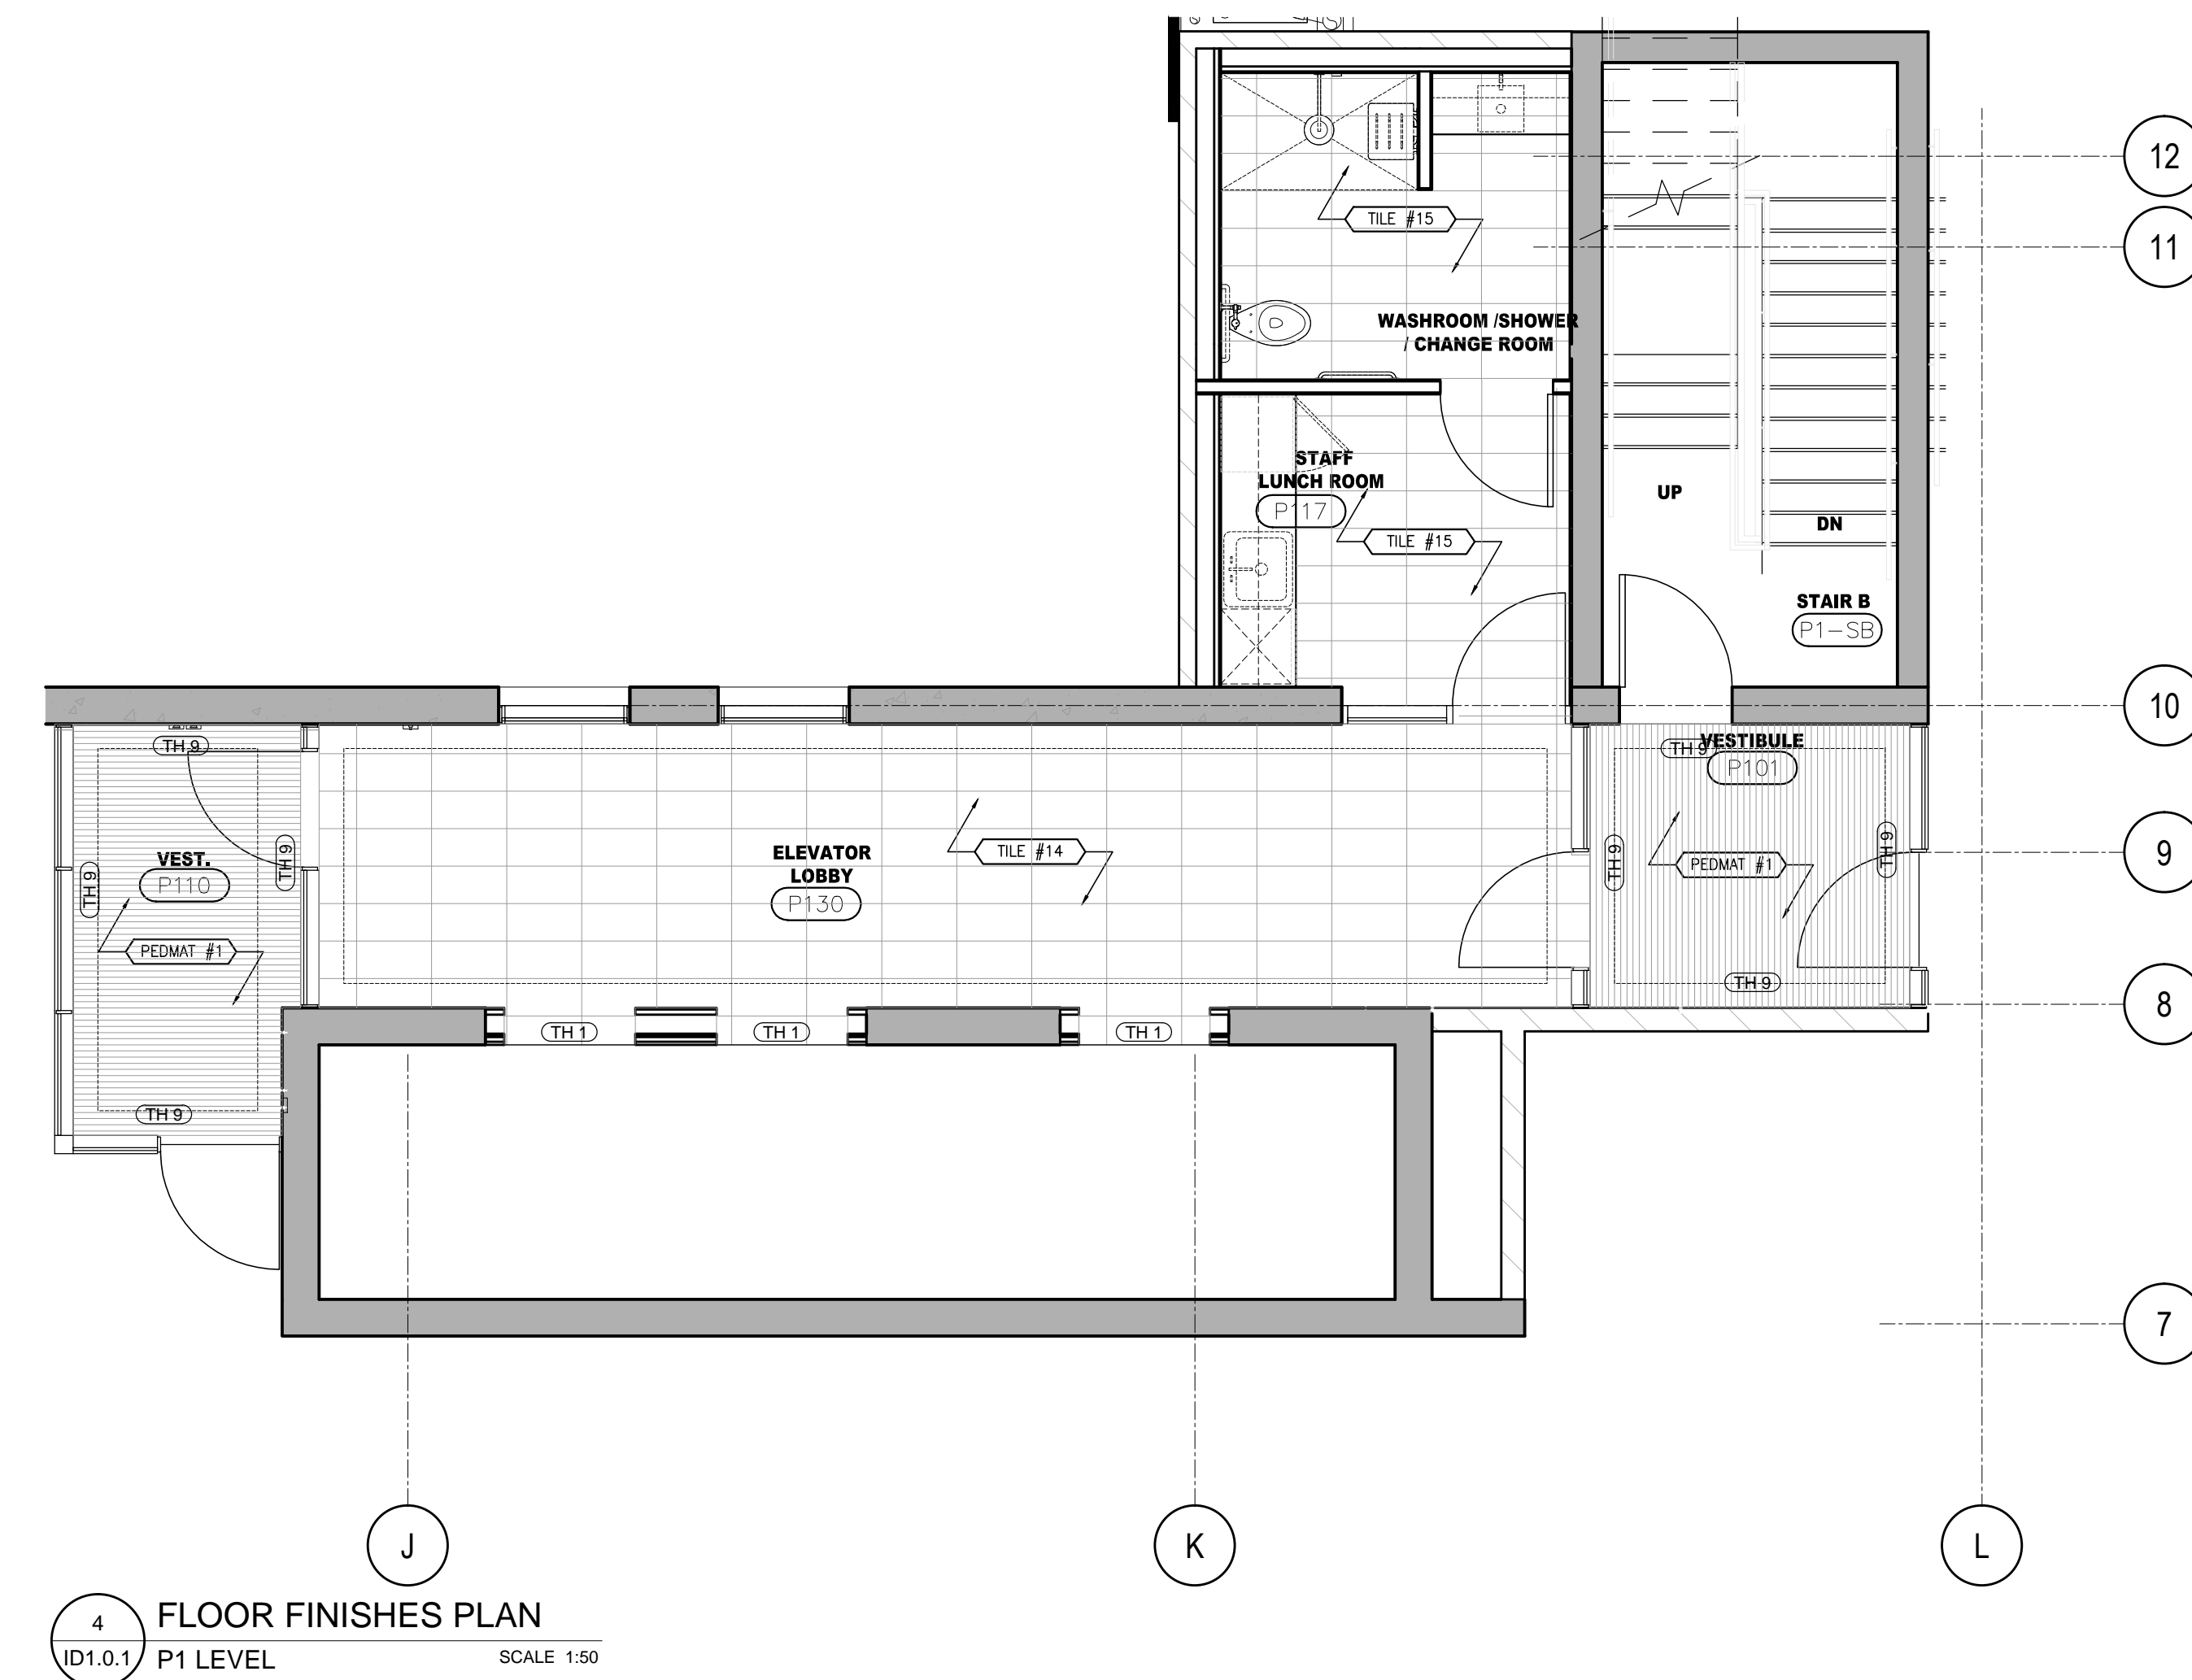 12
11
TILE #15
WASHROOM /SHOWER
/ CHANGE ROOM
STAFF
LUNCH ROOM
P117
TILE #15
UP
DN
STAIR B
P1-SB
10
TH 9
TH 9
VESTIBULE
P101
TILE #14
ELEVATOR
LOBBY
P130
9
TH 9
TH 9
PEDMAT #1
TH 9
VEST.
P110
TH 9
TH 9
PEDMAT #1
TH 9
8
TH 1
TH 1
TH 1
TH 9
7
J
K
L
4
ID1.0.1
FLOOR FINISHES PLAN
P1 LEVEL
SCALE 1:50